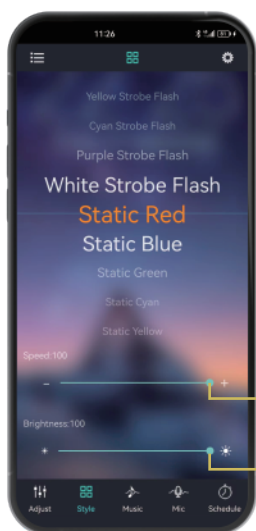 11:26
Yellow Strobe Flash
Cyan Strobe Flash
Purple Strobe Flash
White Strobe Flash
Static Red
Static Blue
Static Green
Static Cyan
Static Yellow
Speed:100
- +
Brightness:100
Adjust Style Music Mic Schedule